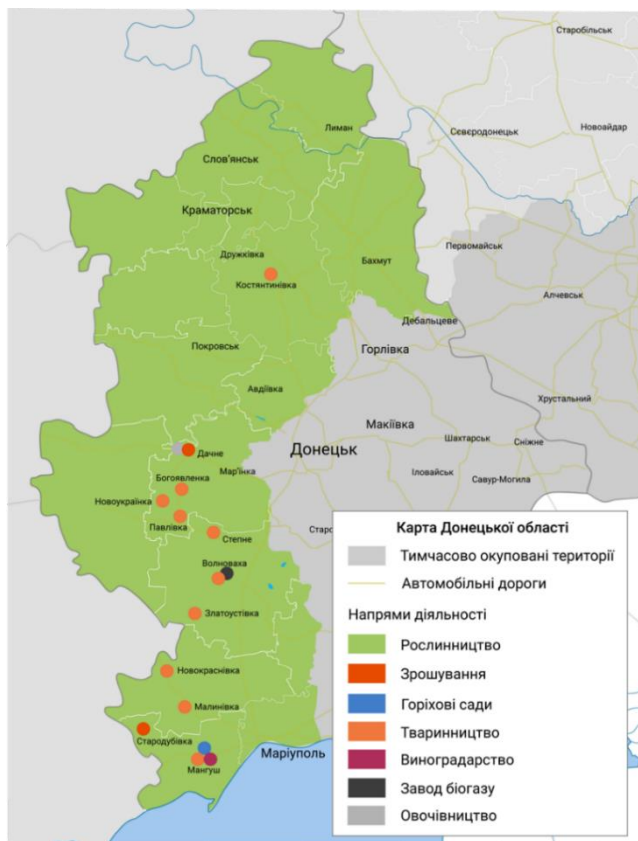 Старобільськ
Новоайдар
Лиман
Сєвєродонецьк
Слов'янськ
Краматорськ
Первомайськ
Дружківка
Бахмут
Костянтинівка
Алчевськ
Дебальцеве
Покровськ
Горлівка
Авдіївка
Хрустальний
Макіївка
Шахтарськ
Сніжне
Донецьк
Дачне
Мар'їнка
Іловайськ
Савур-Могила
Богоявленка
Новоукраїнка
Павлівка
Степне
Старо
Волноваха
Златоустівка
Новокраснівка
Малинівка
Стародубівка
Маріуполь
Мангуш
Карта Донецької області
Тимчасово окуповані території
Автомобільні дороги
Напрями діяльності
Рослинництво
Зрошування
Горіхові сади
Тваринництво
Виноградарство
Завод біогазу
Овочівництво